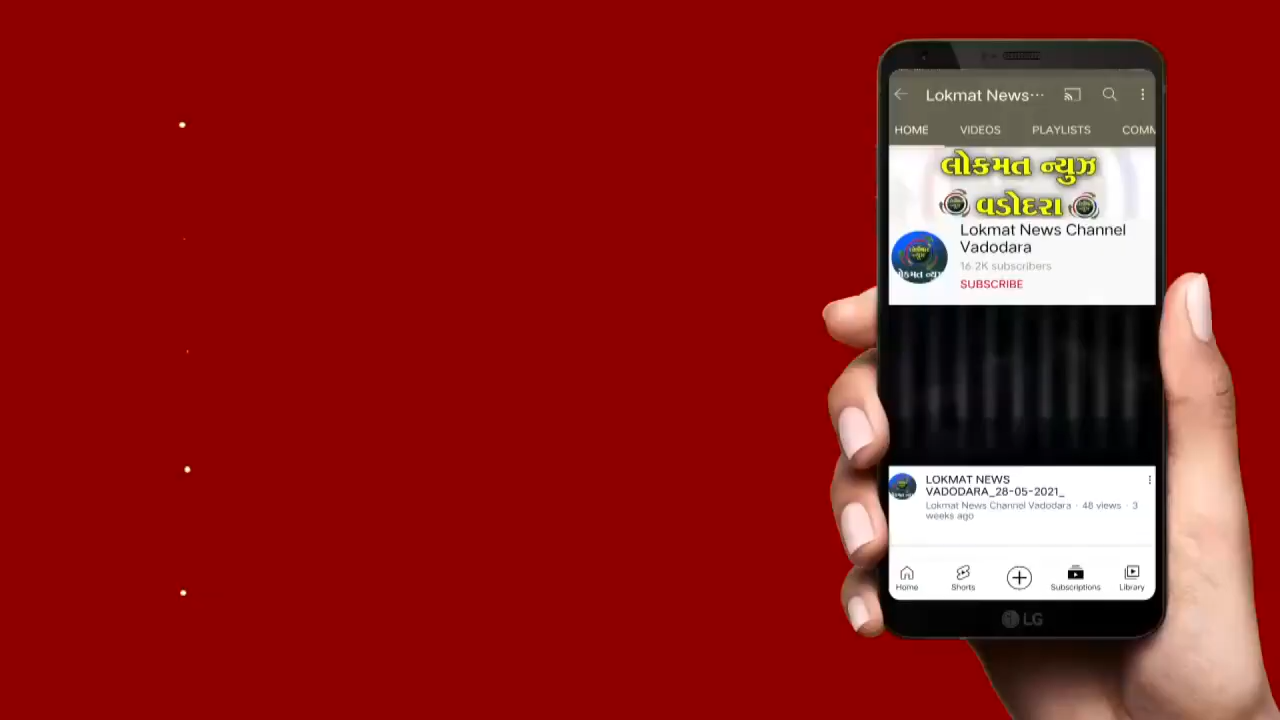 Lokmat News···
HOME VIDEOS PLAYLISTS COMM
લોકમત ન્યુઝ
વડોદરા
Lokmat News Channel
Vadodara
16.2K subscribers
SUBSCRIBE
LOKMAT NEWS
VADODARA_28-05-2021_
Lokmat News Channel Vadodara · 48 views · 3
weeks ago
Home Shorts Subscriptions Library
LG